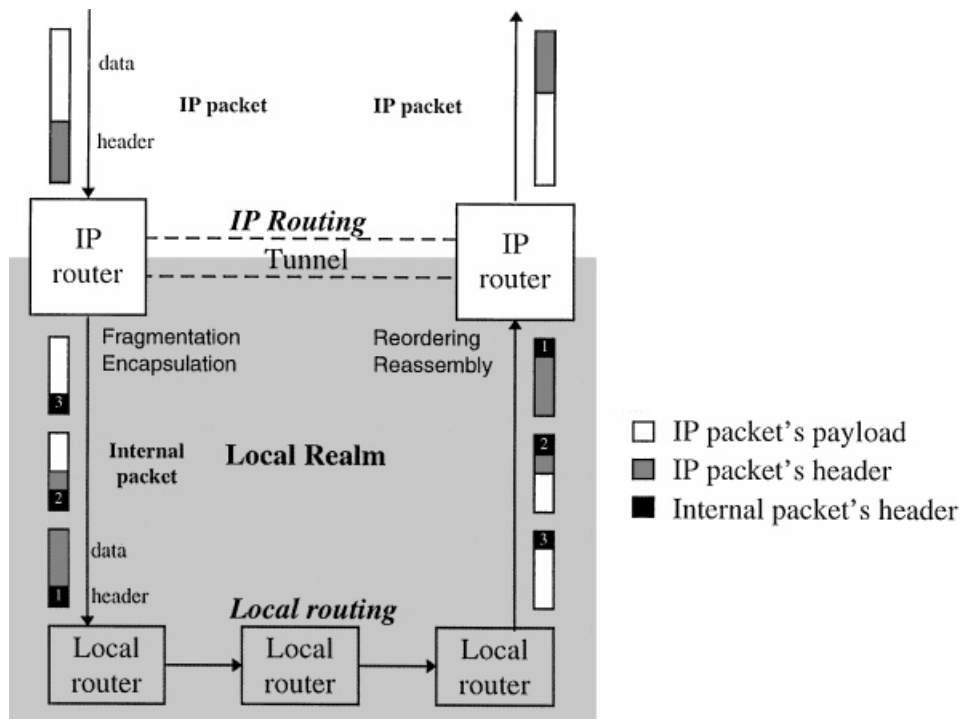 data
IP packet
IP packet
header
IP Routing
IP
router
Tunnel
IP
router
Fragmentation
Encapsulation
Reordering
Reassembly
3
1
Internal
packet
Local Realm
2
2
data
header
1
3
Local routing
Local
router
Local
router
Local
router
IP packet's payload
IP packet's header
Internal packet's header